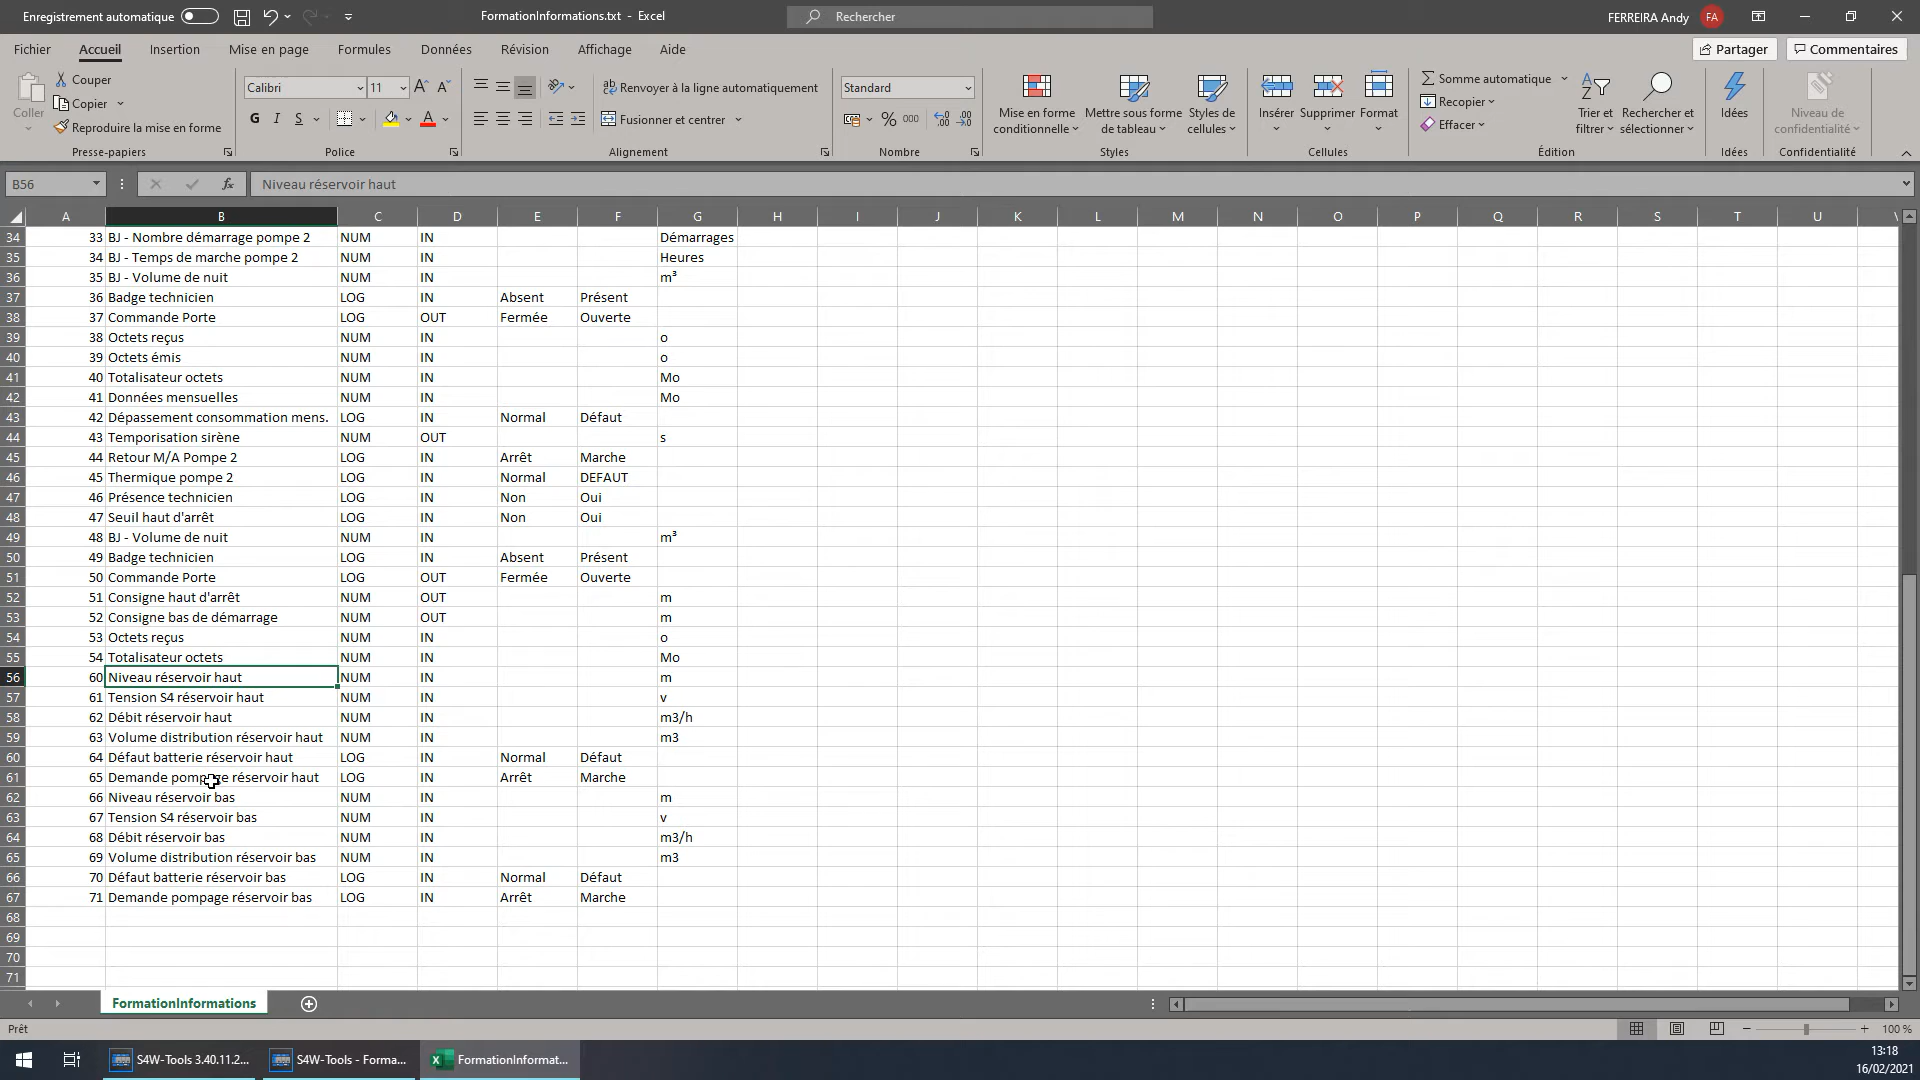 Enregistrement automatique
FormationInformations.txt - Excel
Rechercher
FERREIRA Andy FA
Fichier Accueil Insertion Mise en page Formules Données Révision Affichage Aide
Partager Commentaires
Coller
Couper
Copier
Reproduire la mise en forme
Presse-papiers
Calibri 11
G I S A
Police
Renvoyer à la ligne automatiquement
Fusionner et centrer
Alignement
Standard
% 000
Nombre
Mise en forme conditionnelle
Mettre sous forme de tableau
Styles de cellules
Styles
Insérer Supprimer Format
Cellules
Somme automatique
Recopier
Effacer
Trier et filtrer
Rechercher et sélectionner
Édition
Idées
Idées
Niveau de confidentialité
Confidentialité
B56 fx Niveau réservoir haut
A B C D E F G H I J K L M N O P Q R S T U
34 33 BJ - Nombre démarrage pompe 2 NUM IN Démarrages
35 34 BJ - Temps de marche pompe 2 NUM IN Heures
36 35 BJ - Volume de nuit NUM IN m³
37 36 Badge technicien LOG IN Absent Présent
38 37 Commande Porte LOG OUT Fermée Ouverte
39 38 Octets reçus NUM IN o
40 39 Octets émis NUM IN o
41 40 Totalisateur octets NUM IN Mo
42 41 Données mensuelles NUM IN Mo
43 42 Dépassement consommation mens. LOG IN Normal Défaut
44 43 Temporisation sirène NUM OUT s
45 44 Retour M/A Pompe 2 LOG IN Arrêt Marche
46 45 Thermique pompe 2 LOG IN Normal DEFAUT
47 46 Présence technicien LOG IN Non Oui
48 47 Seuil haut d'arrêt LOG IN Non Oui
49 48 BJ - Volume de nuit NUM IN m³
50 49 Badge technicien LOG IN Absent Présent
51 50 Commande Porte LOG OUT Fermée Ouverte
52 51 Consigne haut d'arrêt NUM OUT m
53 52 Consigne bas de démarrage NUM OUT m
54 53 Octets reçus NUM IN o
55 54 Totalisateur octets NUM IN Mo
56 60 Niveau réservoir haut NUM IN m
57 61 Tension S4 réservoir haut NUM IN v
58 62 Débit réservoir haut NUM IN m3/h
59 63 Volume distribution réservoir haut NUM IN m3
60 64 Défaut batterie réservoir haut LOG IN Normal Défaut
61 65 Demande pompage réservoir haut LOG IN Arrêt Marche
62 66 Niveau réservoir bas NUM IN m
63 67 Tension S4 réservoir bas NUM IN v
64 68 Débit réservoir bas NUM IN m3/h
65 69 Volume distribution réservoir bas NUM IN m3
66 70 Défaut batterie réservoir bas LOG IN Normal Défaut
67 71 Demande pompage réservoir bas LOG IN Arrêt Marche
68
69
70
71
FormationInformations
Prêt
100 %
S4W-Tools 3.40.11.2...
S4W-Tools - Forma...
FormationInformat...
13:18
16/02/2021